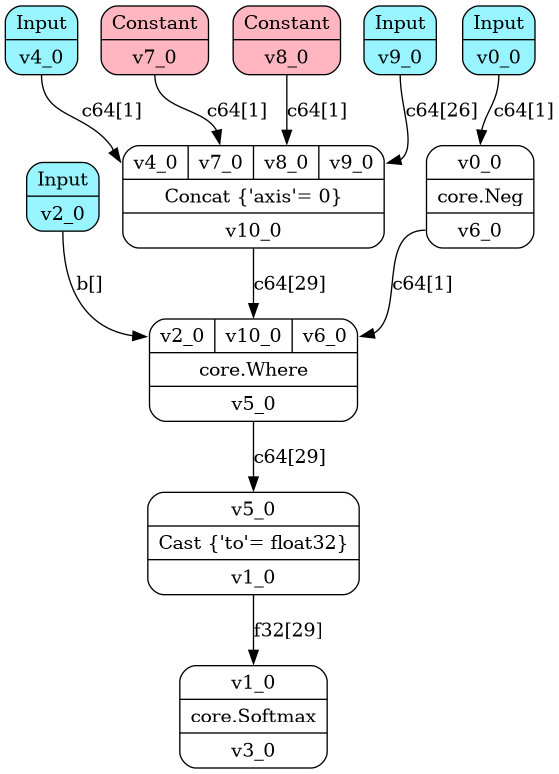 Input Constant Constant Input Input
v4_0 v7_0 v8_0 v9_0 v0_0
c64[1] c64[1] c64[1] c64[26] c64[1]
v4_0 v7_0 v8_0 v9_0 v0_0
Input
Concat {'axis'= 0} core.Neg
v2_0
v10_0 v6_0
b[] c64[29] c64[1]
v2_0 v10_0 v6_0
core.Where
v5_0
c64[29]
v5_0
Cast {'to'= float32}
v1_0
f32[29]
v1_0
core.Softmax
v3_0